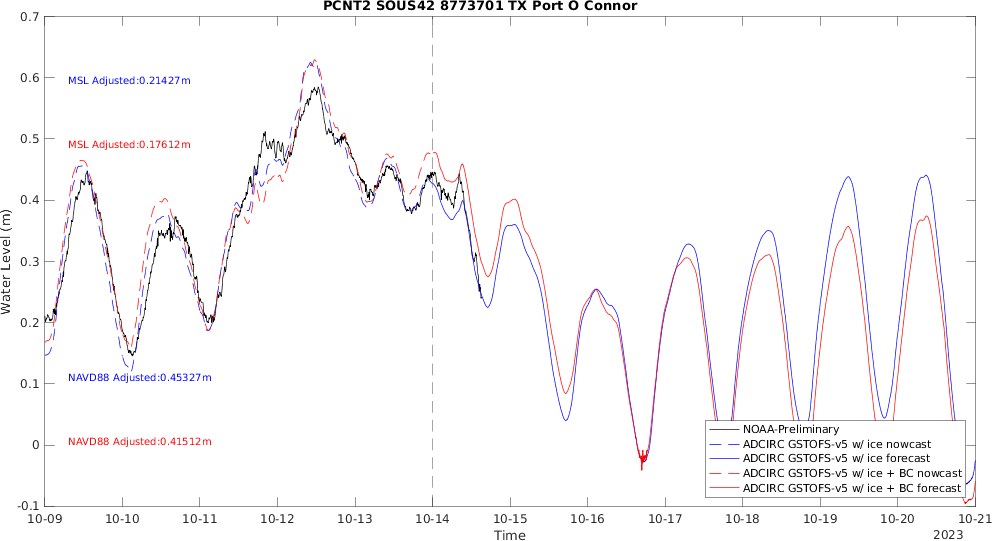 PCNT2 SOUS42 8773701 TX Port O Connor
0.7
0.6
0.5
0.4
0.3
0.2
0.1
0
-0.1
Water Level (m)
MSL Adjusted:0.21427m
MSL Adjusted:0.17612m
NAVD88 Adjusted:0.45327m
NAVD88 Adjusted:0.41512m
NOAA-Preliminary
ADCIRC GSTOFS-v5 w/ ice nowcast
ADCIRC GSTOFS-v5 w/ ice forecast
ADCIRC GSTOFS-v5 w/ ice + BC nowcast
ADCIRC GSTOFS-v5 w/ ice + BC forecast
10-09 10-10 10-11 10-12 10-13 10-14 10-15 10-16 10-17 10-18 10-19 10-20 10-21
Time
2023